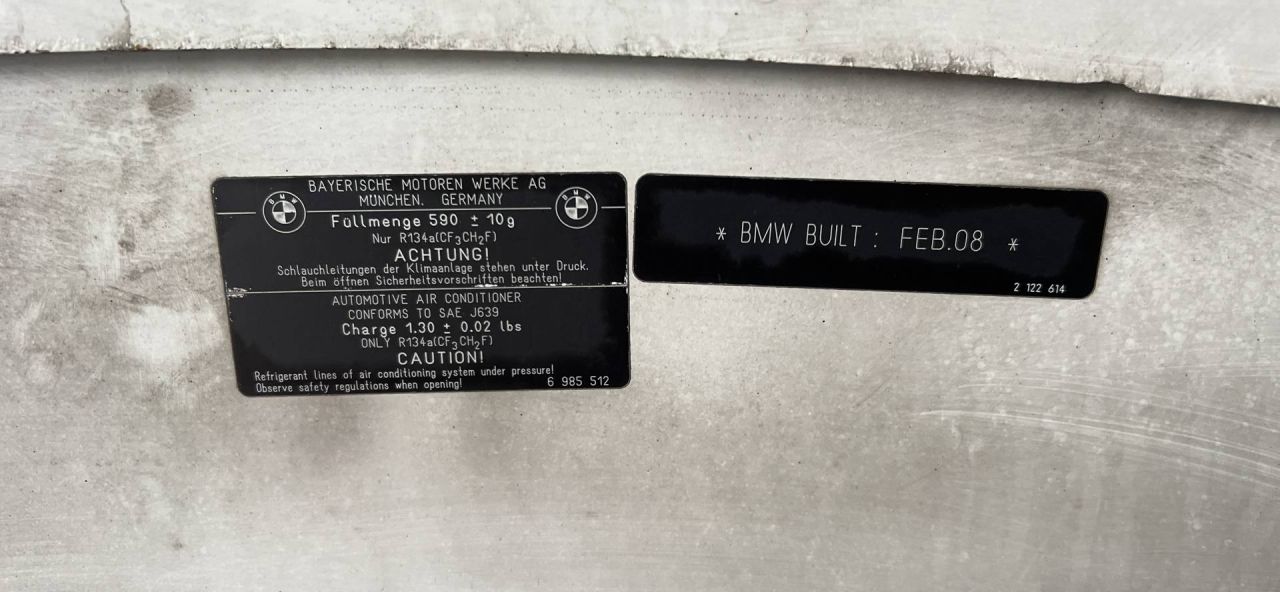 BAYERISCHE MOTOREN WERKE AG
MÜNCHEN. GERMANY
BMW
BMW
Füllmenge 590 ± 10g
Nur R134a(CF₃CH₂F)
ACHTUNG!
Schlauchleitungen der Klimaanlage stehen unter Druck.
Beim öffnen Sicherheitsvorschriften beachten!
AUTOMOTIVE AIR CONDITIONER
CONFORMS TO SAE J639
Charge 1.30 ± 0.02 lbs
ONLY R134a(CF₃CH₂F)
CAUTION!
Refrigerant lines of air conditioning system under pressure!
Observe safety regulations when opening!
6 985 512
* BMW BUILT : FEB.08 *
2 122 614